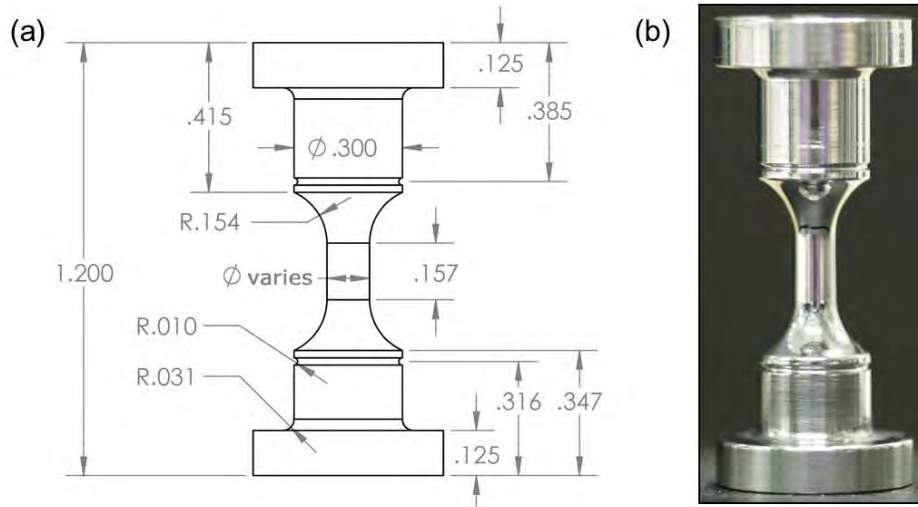 (a)
(b)
.125
.415
.385
Ø .300
R.154
1.200
Ø varies
.157
R.010
R.031
.316
.347
.125